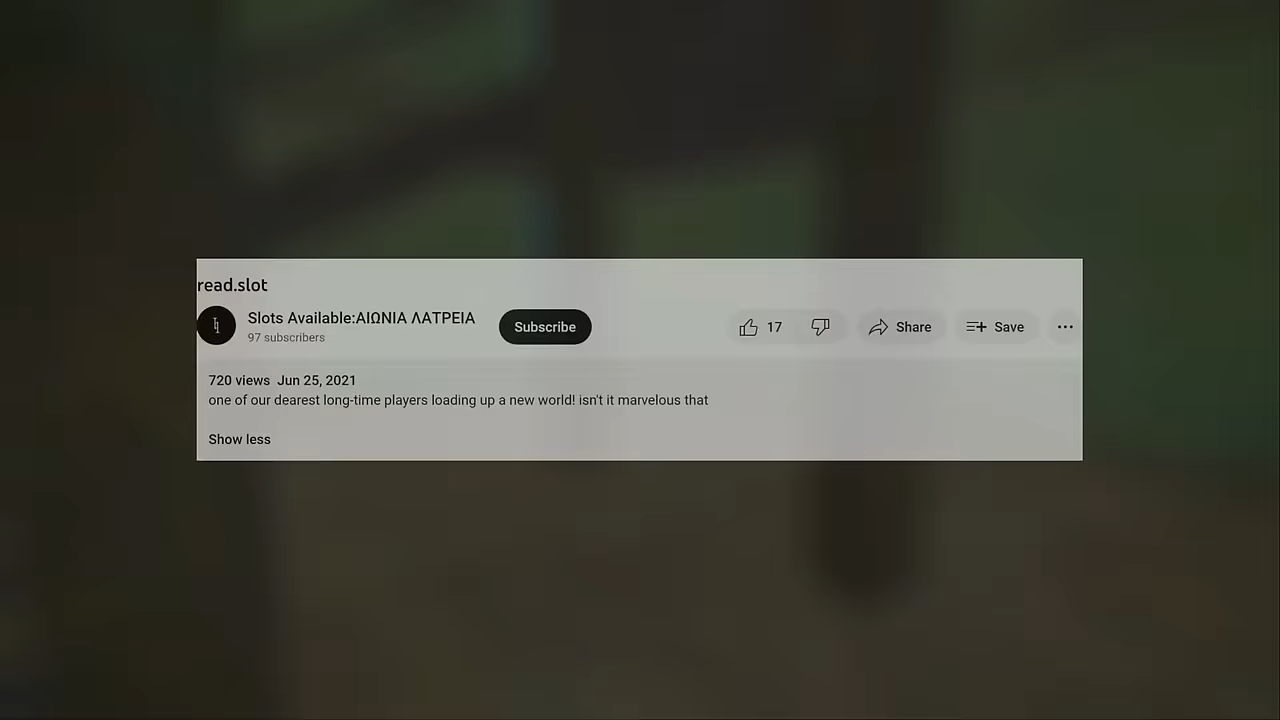 read.slot
Slots Available:ΑΙΩΝΙΑ ΛΑΤΡΕΙΑ
97 subscribers
Subscribe
17
Share
Save
720 views Jun 25, 2021
one of our dearest long-time players loading up a new world! isn't it marvelous that
Show less